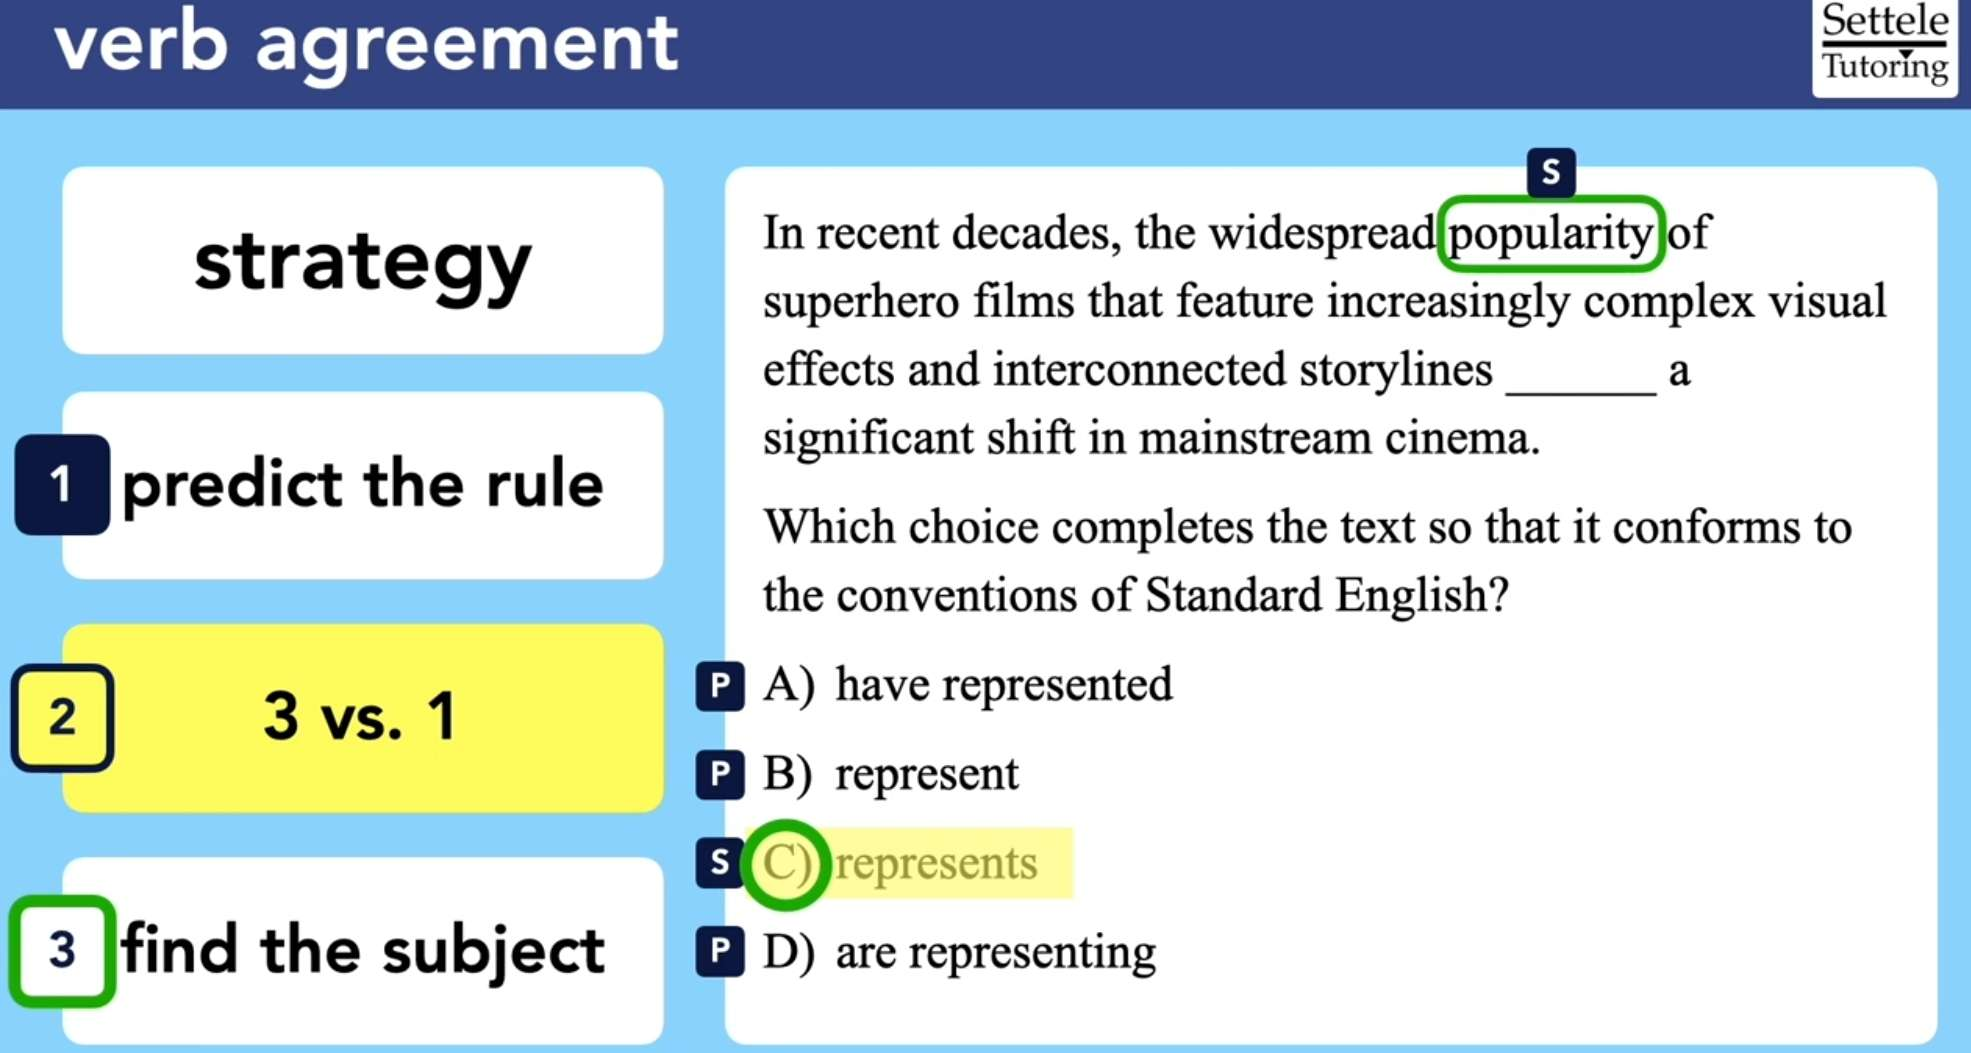 verb agreement
Settele
Tutoring
strategy
1 predict the rule
2 3 vs. 1
3 find the subject
S
In recent decades, the widespread popularity of
superhero films that feature increasingly complex visual
effects and interconnected storylines ______ a
significant shift in mainstream cinema.
Which choice completes the text so that it conforms to
the conventions of Standard English?
P A) have represented
P B) represent
S C) represents
P D) are representing